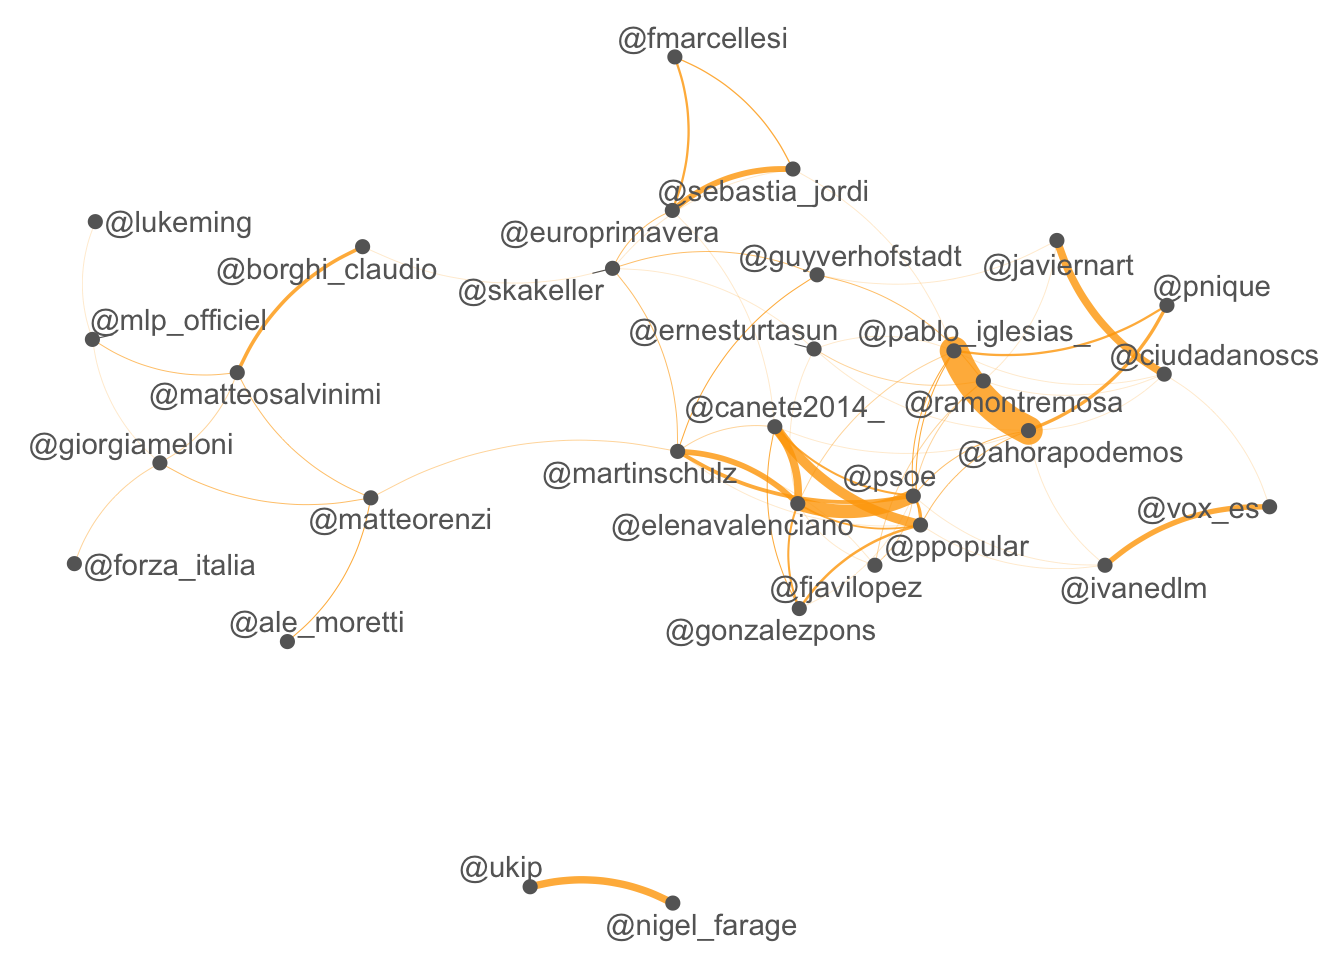 @fmarcellesi
@sebastia_jordi
@lukeming
@europrimavera
@borghi_claudio
@guyverhofstadt
@javiernart
@skakeller
@pnique
@mlp_officiel
@ernesturtasun
@pablo_iglesias_
@ciudadanoscs
@matteosalvinimi
@canete2014_
@ramontremosa
@giorgiameloni
@ahorapodemos
@martinschulz
@psoe
@vox_es
@matteorenzi
@elenavalenciano
@ppopular
@forza_italia
@fjavilopez
@ivanedlm
@ale_moretti
@gonzalezpons
@ukip
@nigel_farage